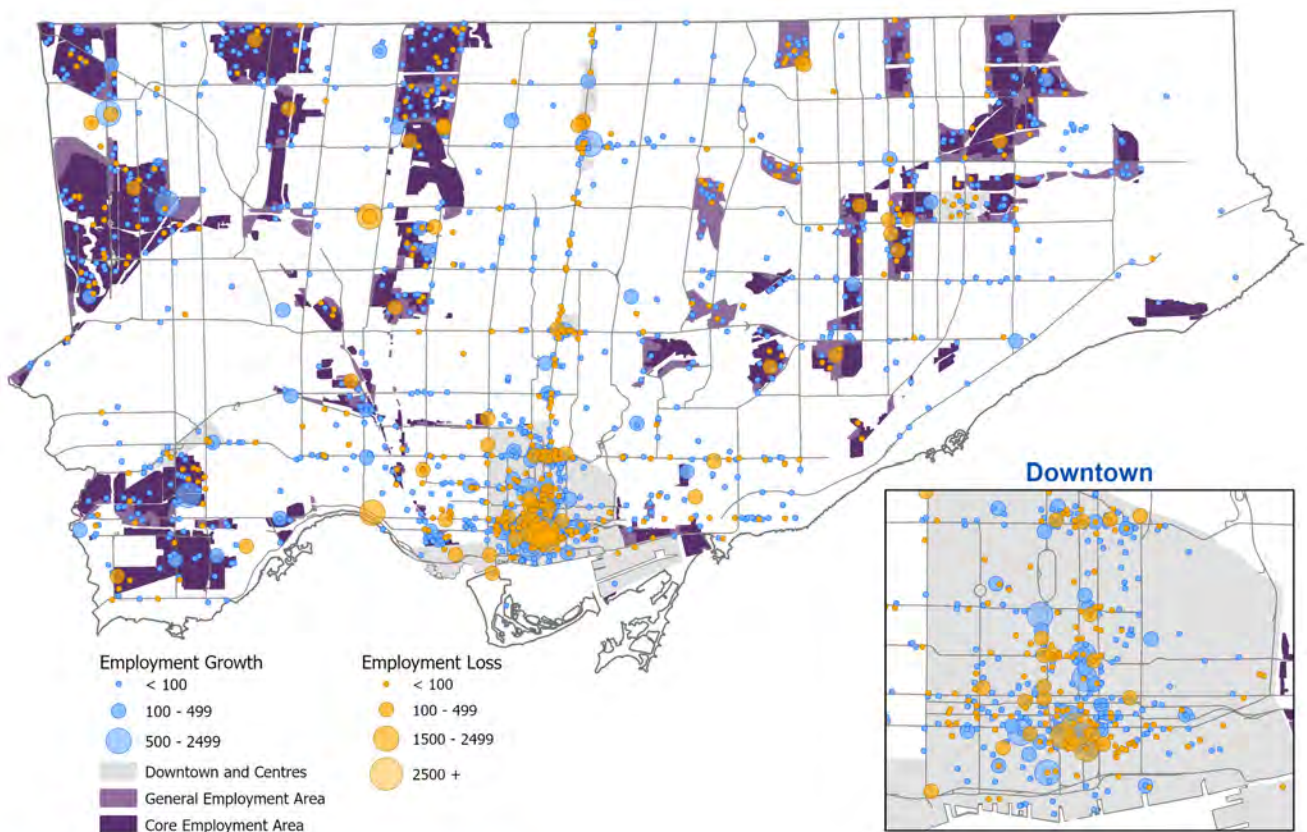 Downtown
Employment Growth
< 100
100 - 499
500 - 2499
Downtown and Centres
General Employment Area
Core Employment Area
Employment Loss
< 100
100 - 499
1500 - 2499
2500 +